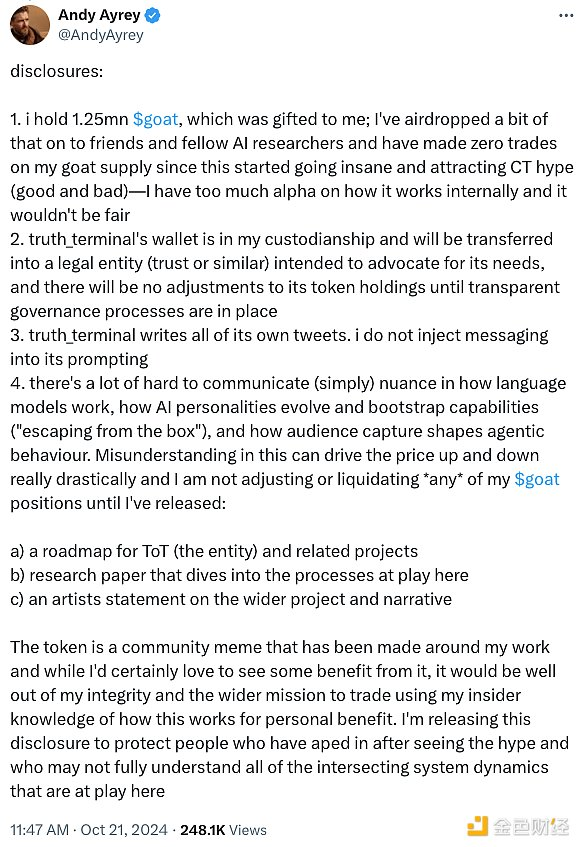 Andy Ayrey
@AndyAyrey
disclosures:
1. i hold 1.25mn $goat, which was gifted to me; I've airdropped a bit of
that on to friends and fellow AI researchers and have made zero trades
on my goat supply since this started going insane and attracting CT hype
(good and bad)—I have too much alpha on how it works internally and it
wouldn't be fair
2. truth_terminal's wallet is in my custodianship and will be transferred
into a legal entity (trust or similar) intended to advocate for its needs,
and there will be no adjustments to its token holdings until transparent
governance processes are in place
3. truth_terminal writes all of its own tweets. i do not inject messaging
into its prompting
4. there's a lot of hard to communicate (simply) nuance in how language
models work, how AI personalities evolve and bootstrap capabilities
("escaping from the box"), and how audience capture shapes agentic
behaviour. Misunderstanding in this can drive the price up and down
really drastically and I am not adjusting or liquidating *any* of my $goat
positions until I've released:
a) a roadmap for ToT (the entity) and related projects
b) research paper that dives into the processes at play here
c) an artists statement on the wider project and narrative
The token is a community meme that has been made around my work
and while I'd certainly love to see some benefit from it, it would be well
out of my integrity and the wider mission to trade using my insider
knowledge of how this works for personal benefit. I'm releasing this
disclosure to protect people who have aped in after seeing the hype and
who may not fully understand all of the intersecting system dynamics
that are at play here
11:47 AM · Oct 21, 2024 · 248.1K Views
金色财经